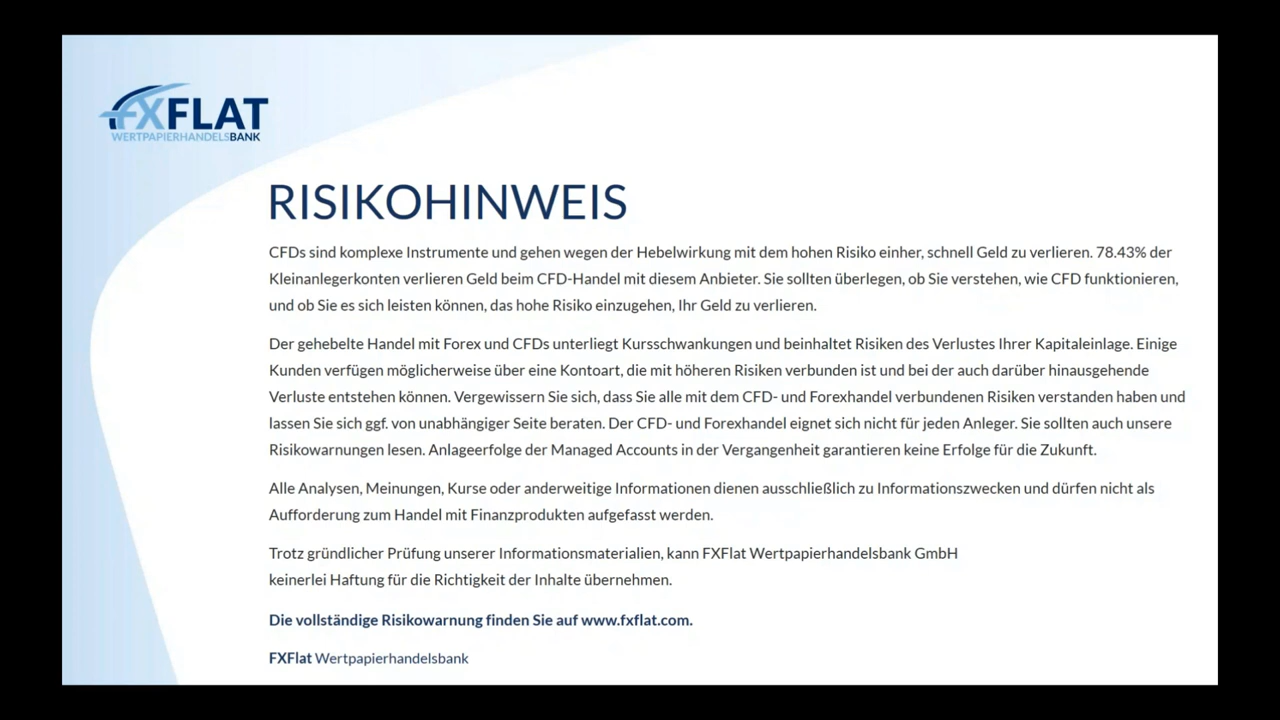 FXFLAT
WERTPAPIERHANDELSBANK
RISIKOHINWEIS
CFDs sind komplexe Instrumente und gehen wegen der Hebelwirkung mit dem hohen Risiko einher, schnell Geld zu verlieren. 78.43% der
Kleinanlegerkonten verlieren Geld beim CFD-Handel mit diesem Anbieter. Sie sollten überlegen, ob Sie verstehen, wie CFD funktionieren,
und ob Sie es sich leisten können, das hohe Risiko einzugehen, Ihr Geld zu verlieren.
Der gehebelte Handel mit Forex und CFDs unterliegt Kursschwankungen und beinhaltet Risiken des Verlustes Ihrer Kapitaleinlage. Einige
Kunden verfügen möglicherweise über eine Kontoart, die mit höheren Risiken verbunden ist und bei der auch darüber hinausgehende
Verluste entstehen können. Vergewissern Sie sich, dass Sie alle mit dem CFD- und Forexhandel verbundenen Risiken verstanden haben und
lassen Sie sich ggf. von unabhängiger Seite beraten. Der CFD- und Forexhandel eignet sich nicht für jeden Anleger. Sie sollten auch unsere
Risikowarnungen lesen. Anlageerfolge der Managed Accounts in der Vergangenheit garantieren keine Erfolge für die Zukunft.
Alle Analysen, Meinungen, Kurse oder anderweitige Informationen dienen ausschließlich zu Informationszwecken und dürfen nicht als
Aufforderung zum Handel mit Finanzprodukten aufgefasst werden.
Trotz gründlicher Prüfung unserer Informationsmaterialien, kann FXFlat Wertpapierhandelsbank GmbH
keinerlei Haftung für die Richtigkeit der Inhalte übernehmen.
Die vollständige Risikowarnung finden Sie auf www.fxflat.com.
FXFlat Wertpapierhandelsbank